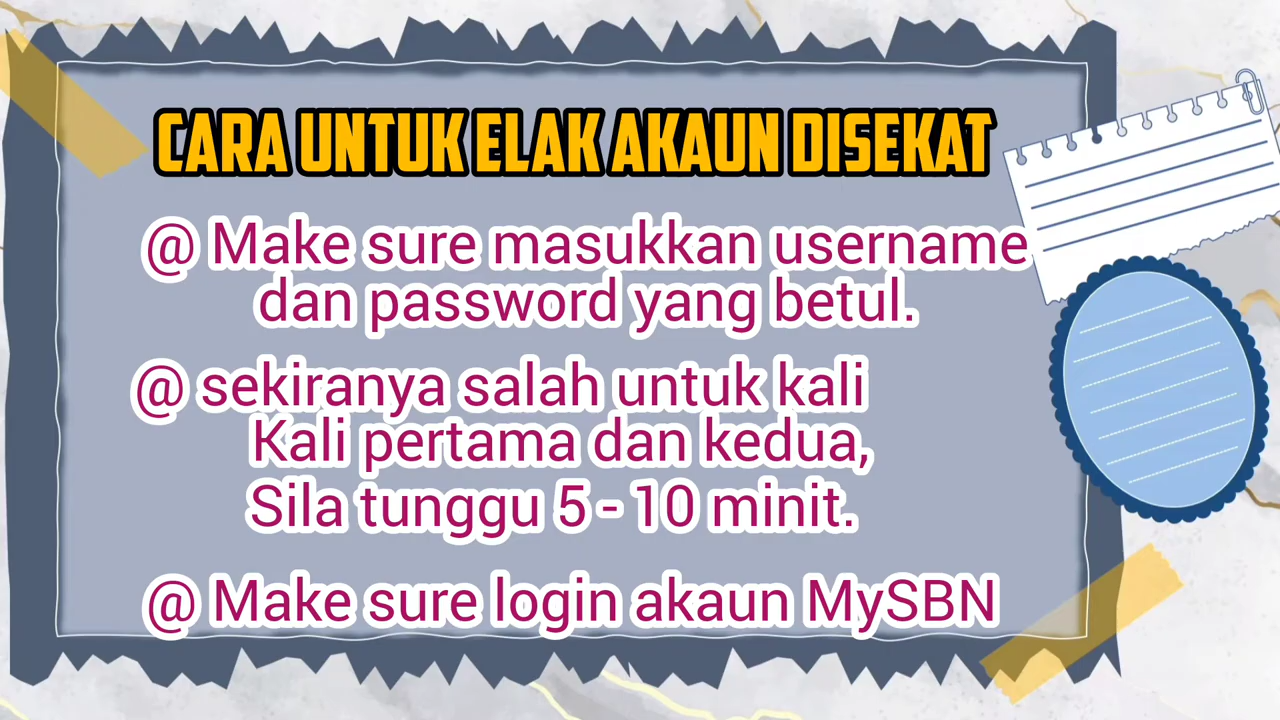 CARA UNTUK ELAK AKAUN DISEKAT
@ Make sure masukkan username
dan password yang betul.
@ sekiranya salah untuk kali
Kali pertama dan kedua,
Sila tunggu 5 - 10 minit.
@ Make sure login akaun MySBN